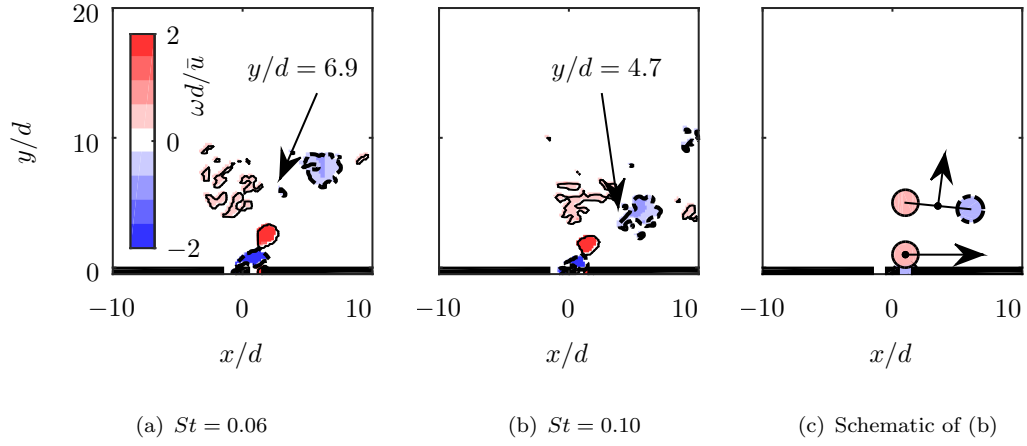 20
10
0
y/d
2
0
−2
ωd/ū
y/d = 6.9
y/d = 4.7
−10 0 10
−10 0 10
−10 0 10
x/d
x/d
x/d
(a) St = 0.06
(b) St = 0.10
(c) Schematic of (b)